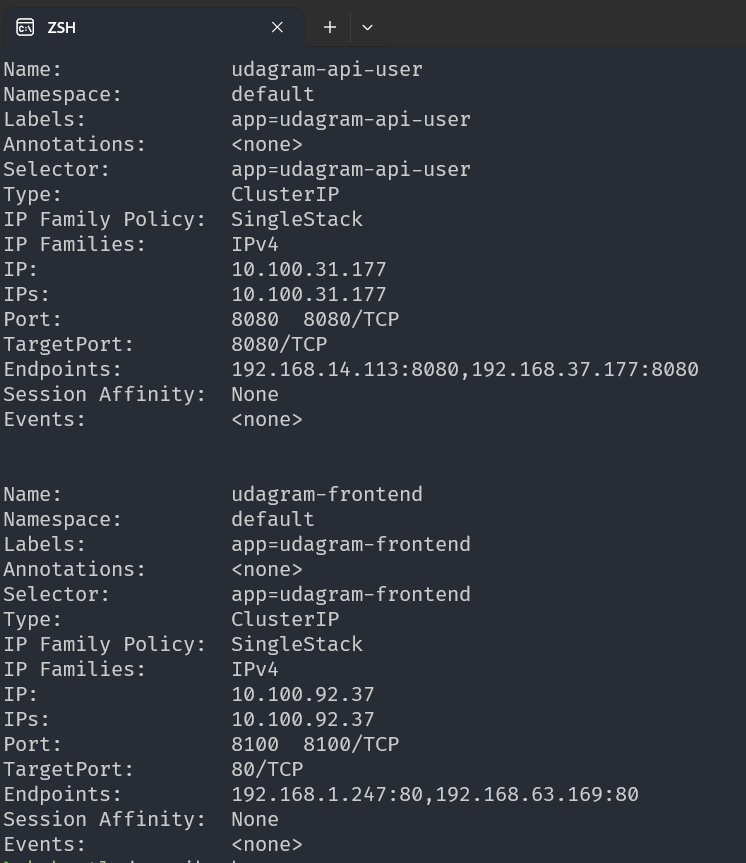 ZSH
Name: udagram-api-user
Namespace: default
Labels: app=udagram-api-user
Annotations: <none>
Selector: app=udagram-api-user
Type: ClusterIP
IP Family Policy: SingleStack
IP Families: IPv4
IP: 10.100.31.177
IPs: 10.100.31.177
Port: 8080 8080/TCP
TargetPort: 8080/TCP
Endpoints: 192.168.14.113:8080,192.168.37.177:8080
Session Affinity: None
Events: <none>
Name: udagram-frontend
Namespace: default
Labels: app=udagram-frontend
Annotations: <none>
Selector: app=udagram-frontend
Type: ClusterIP
IP Family Policy: SingleStack
IP Families: IPv4
IP: 10.100.92.37
IPs: 10.100.92.37
Port: 8100 8100/TCP
TargetPort: 80/TCP
Endpoints: 192.168.1.247:80,192.168.63.169:80
Session Affinity: None
Events: <none>